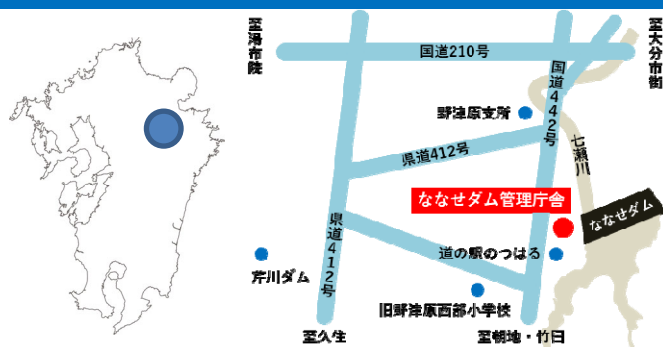 至湯布院
国道210号
至大分市街
国道442号
野津原支所
県道412号
七瀬川
ななせダム管理庁舎
ななせダム
県道412号
道の駅のつはる
芹川ダム
旧野津原西部小学校
至久生
至朝地・竹田